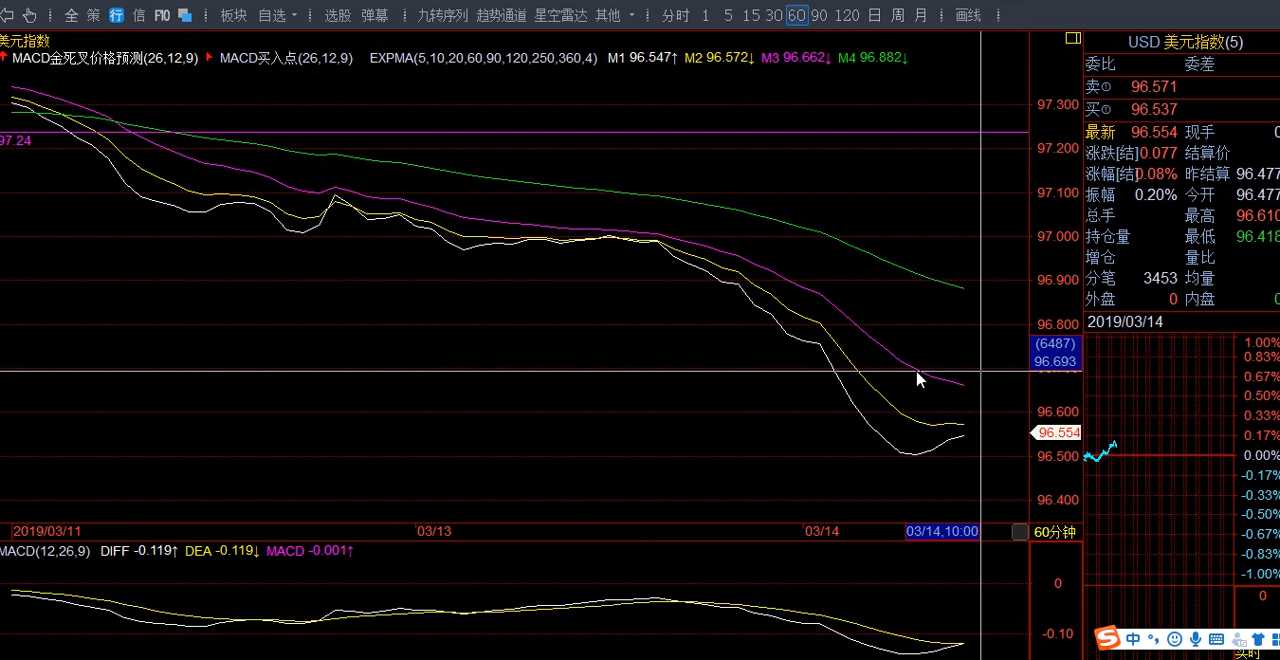 全 策 行 信 F10 板块 自选 选股 弹幕 九转序列 趋势通道 星空雷达 其他 分时 1 5 15 30 60 90 120 日 周 月 画线
美元指数
MACD金死叉价格预测(26,12,9) MACD买入点(26,12,9) EXPMA(5,10,20,60,90,120,250,360,4) M1 96.547↑ M2 96.572↓ M3 96.662↓ M4 96.882↓
97.24
97.300
97.200
97.100
97.000
96.900
96.800
(6487)
96.693
96.600
96.554
96.500
96.400
2019/03/11 03/13 03/14 03/14,10:00 60分钟
MACD(12,26,9) DIFF -0.119↑ DEA -0.119↓ MACD -0.001↑
0
-0.10
USD 美元指数(5)
委比 委差
卖① 96.571
买① 96.537
最新 96.554 现手 0
涨跌[结] 0.077 结算价
涨幅[结] 0.08% 昨结算 96.477
振幅 0.20% 今开 96.477
总手 最高 96.610
持仓量 最低 96.418
增仓 量比
分笔 3453 均量
外盘 0 内盘 0
2019/03/14
1.00%
0.83%
0.67%
0.50%
0.33%
0.17%
0.00%
-0.17%
-0.33%
-0.50%
-0.67%
-0.83%
-1.00%
0
S 中
实时